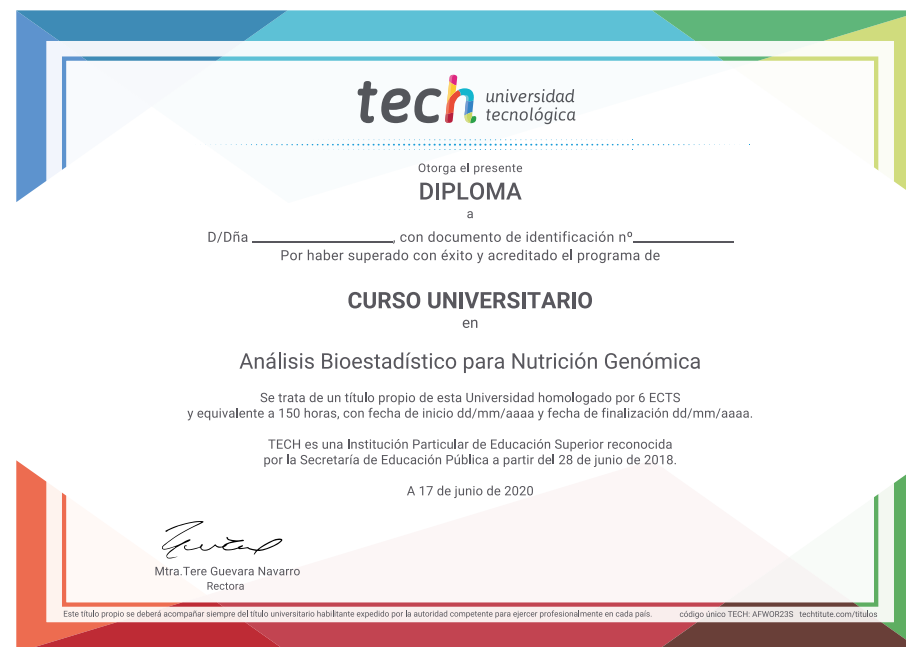 tech universidad
tecnológica
Otorga el presente
DIPLOMA
a
D/Dña ____________________, con documento de identificación nº______________
Por haber superado con éxito y acreditado el programa de
CURSO UNIVERSITARIO
en
Análisis Bioestadístico para Nutrición Genómica
Se trata de un título propio de esta Universidad homologado por 6 ECTS
y equivalente a 150 horas, con fecha de inicio dd/mm/aaaa y fecha de finalización dd/mm/aaaa.
TECH es una Institución Particular de Educación Superior reconocida
por la Secretaría de Educación Pública a partir del 28 de junio de 2018.
A 17 de junio de 2020
Mtra.Tere Guevara Navarro
Rectora
Este título propio se deberá acompañar siempre del título universitario habilitante expedido por la autoridad competente para ejercer profesionalmente en cada país. código único TECH: AFWOR23S techtitute.com/titulos